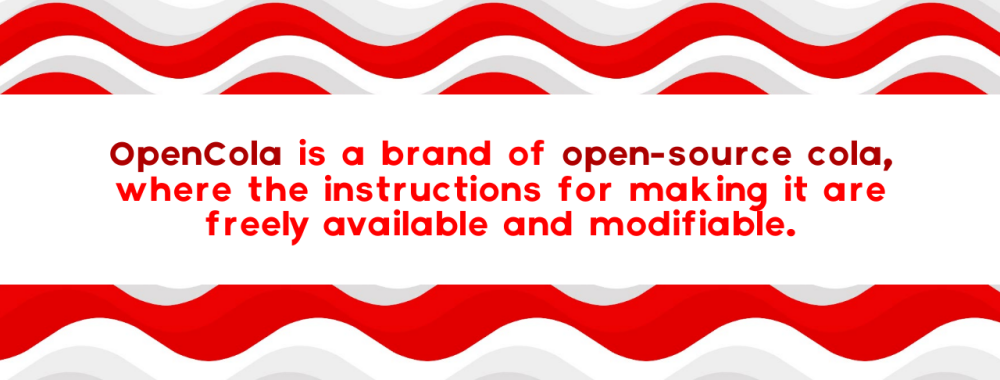 OpenCola is a brand of open-source cola,
where the instructions for making it are
freely available and modifiable.